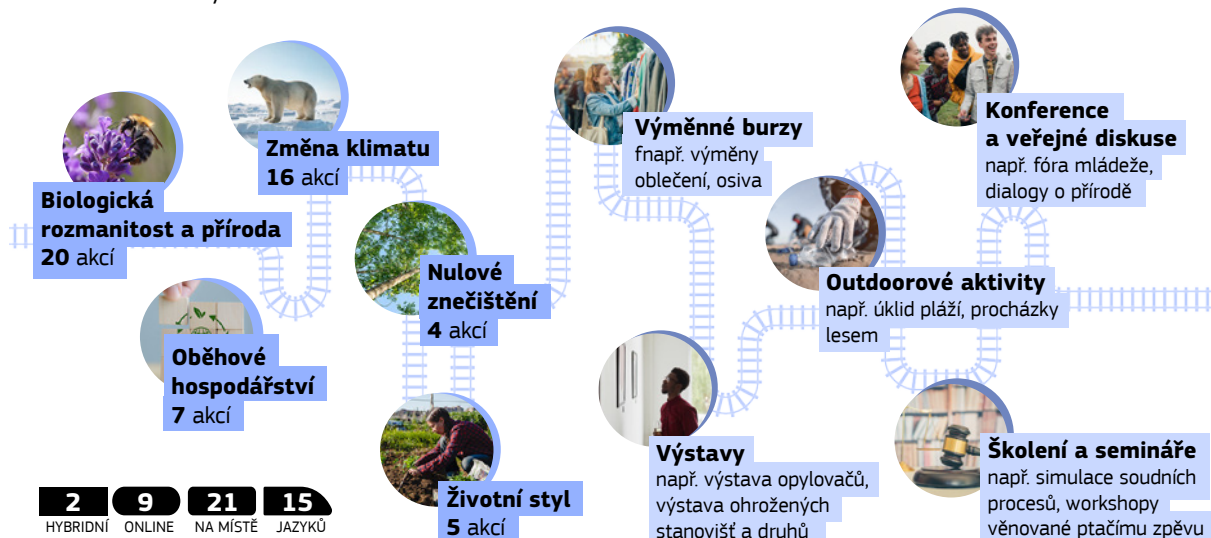 Biologická
rozmanitost a příroda
20 akcí
Změna klimatu
16 akcí
Oběhové
hospodářství
7 akcí
Nulové
znečištění
4 akcí
Životní styl
5 akcí
2
HYBRIDNÍ
9
ONLINE
21
NA MÍSTĚ
15
JAZYKŮ
Výměnné burzy
fnapř. výměny
oblečení, osiva
Konference
a veřejné diskuse
např. fóra mládeže,
dialogy o přírodě
Outdoorové aktivity
např. úklid pláží, procházky
lesem
Výstavy
např. výstava opylovačů,
výstava ohrožených
stanovišť a druhů
Školení a semináře
např. simulace soudních
procesů, workshopy
věnované ptačímu zpěvu